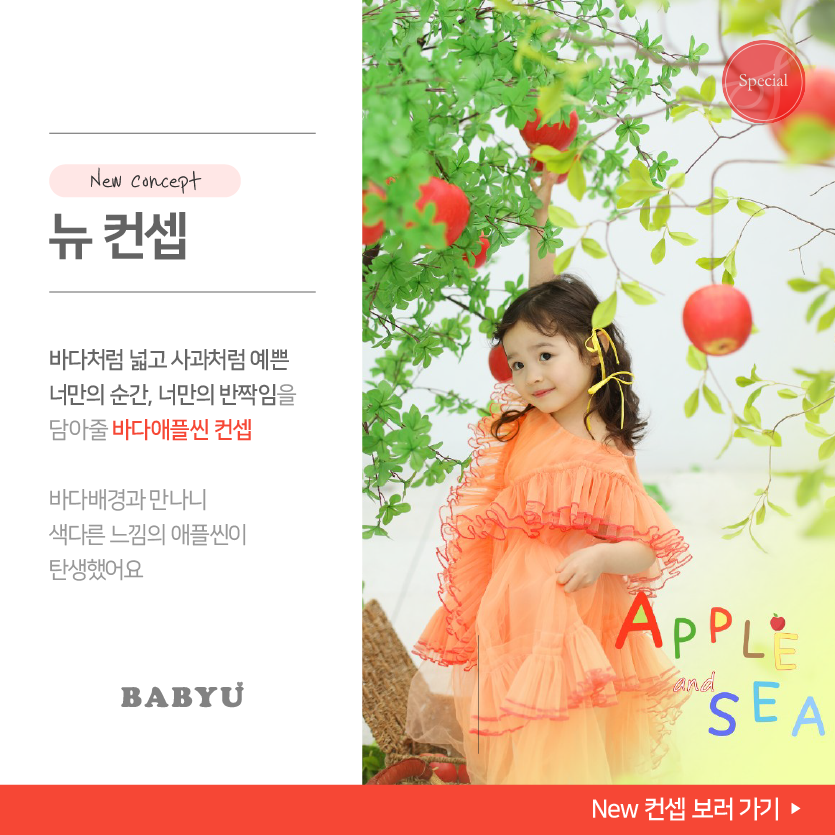 New concept
뉴 컨셉
바다처럼 넓고 사과처럼 예쁜
너만의 순간, 너만의 반짝임을
담아줄 바다애플씬 컨셉
바다배경과 만나니
색다른 느낌의 애플씬이
탄생했어요
BABYU
Special
APPLE
and
SEA
New 컨셉 보러 가기 ▶